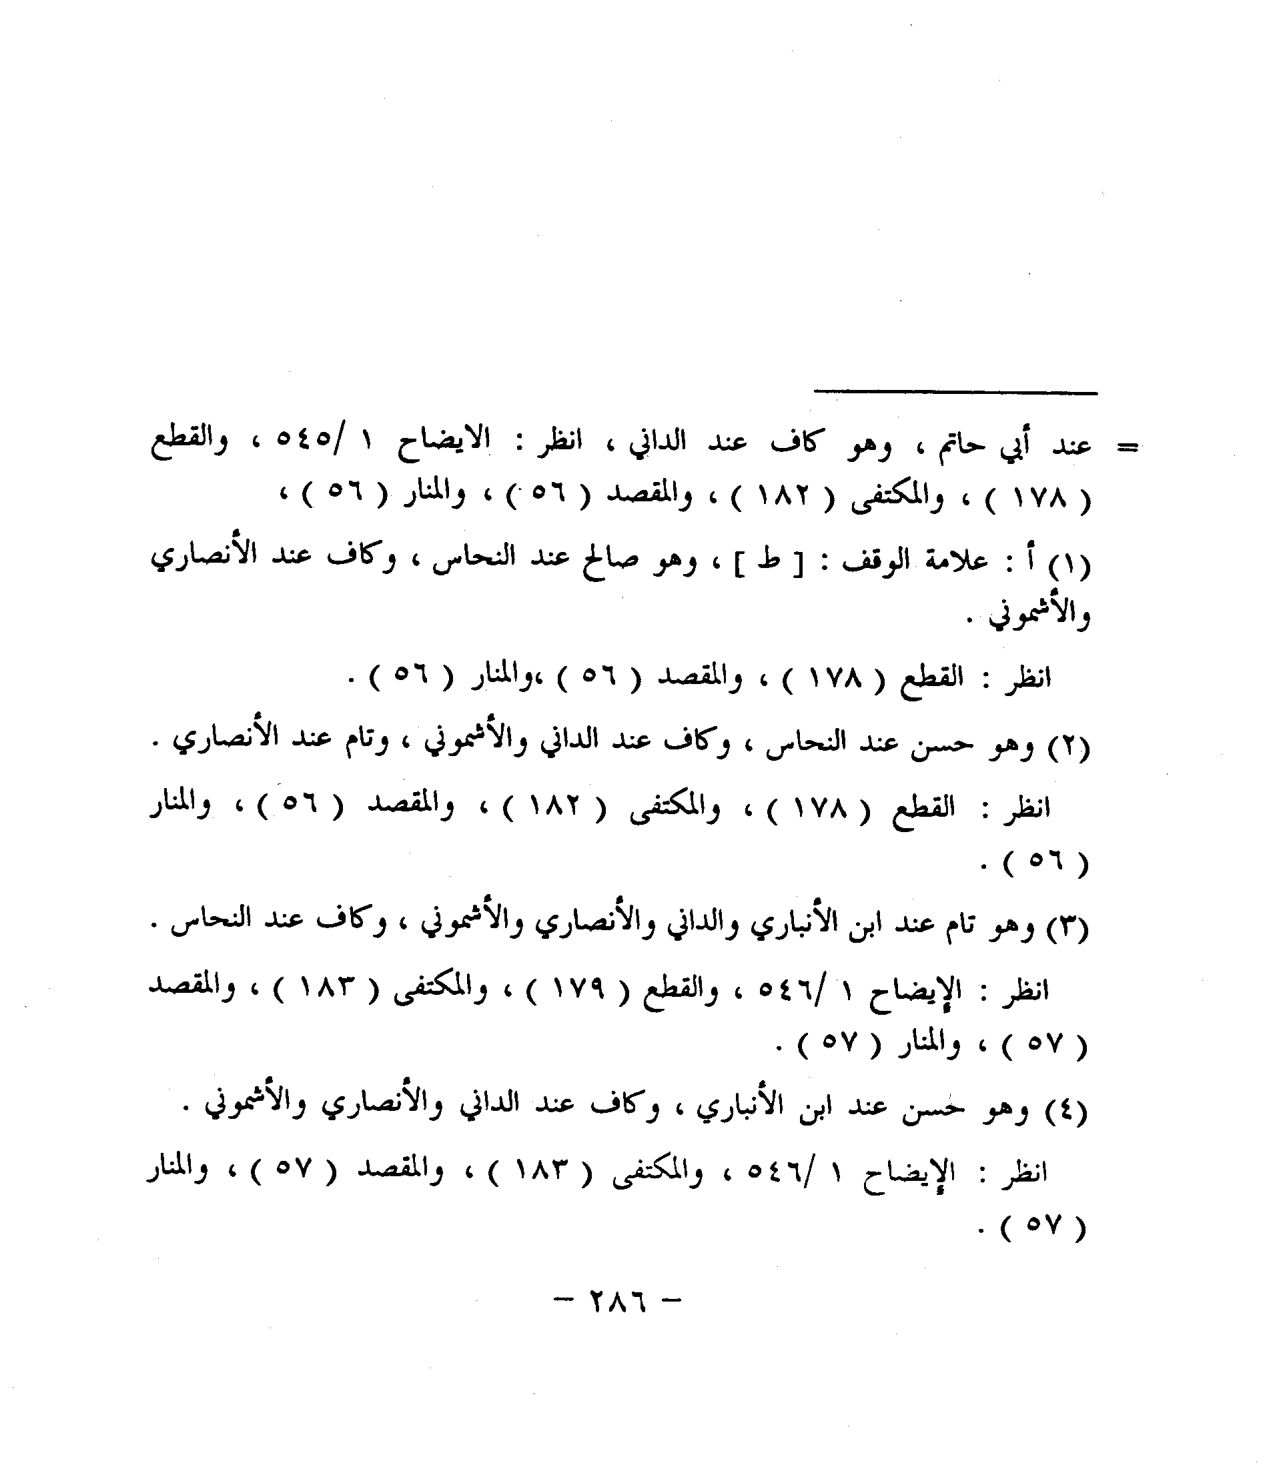 = عند أبي حاتم ، وهو كاف عند الداني ، انظر : الايضاح ١ /٥٤٥ ، والقطع
( ١٧٨ ) ، والمكتفى ( ١٨٢ ) ، والمقصد ( ٥٦ ) ، والمنار ( ٥٦ ) ،
(١) أ : علامة الوقف : [ ط ] ، وهو صالح عند النحاس ، وكاف عند الأنصاري
والأشموني .
انظر : القطع ( ١٧٨ ) ، والمقصد ( ٥٦ ) ،والمنار ( ٥٦ ) .
(٢) وهو حسن عند النحاس ، وكاف عند الداني والأشموني ، وتام عند الأنصاري .
انظر : القطع ( ١٧٨ ) ، والمكتفى ( ١٨٢ ) ، والمقصد ( ٥٦ ) ، والمنار
( ٥٦ ) .
(٣) وهو تام عند ابن الأنباري والداني والأنصاري والأشموني ، وكاف عند النحاس .
انظر : الإيضاح ١ /٥٤٦ ، والقطع ( ١٧٩ ) ، والمكتفى ( ١٨٣ ) ، والمقصد
( ٥٧ ) ، والمنار ( ٥٧ ) .
(٤) وهو حسن عند ابن الأنباري ، وكاف عند الداني والأنصاري والأشموني .
انظر : الإيضاح ١ /٥٤٦ ، والمكتفى ( ١٨٣ ) ، والمقصد ( ٥٧ ) ، والمنار
( ٥٧ ) .
– ٢٨٦ –